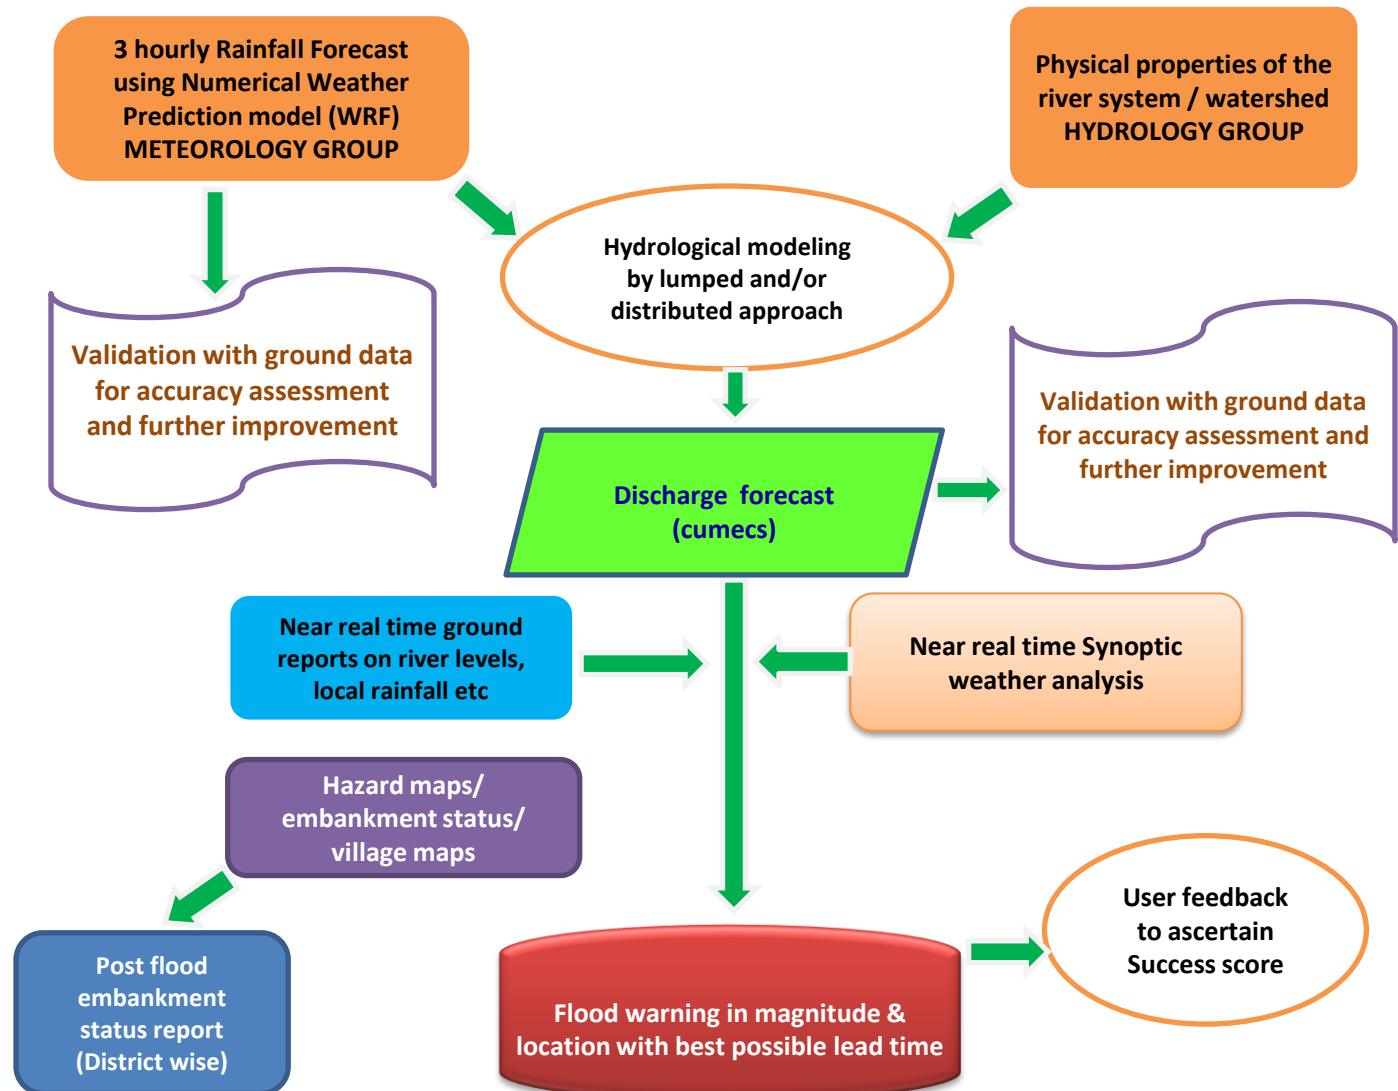 3 hourly Rainfall Forecast
using Numerical Weather
Prediction model (WRF)
METEOROLOGY GROUP
Physical properties of the
river system / watershed
HYDROLOGY GROUP
Hydrological modeling
by lumped and/or
distributed approach
Validation with ground data
for accuracy assessment
and further improvement
Validation with ground data
for accuracy assessment and
further improvement
Discharge forecast
(cumecs)
Near real time ground
reports on river levels,
local rainfall etc
Near real time Synoptic
weather analysis
Hazard maps/
embankment status/
village maps
User feedback
to ascertain
Success score
Post flood
embankment
status report
(District wise)
Flood warning in magnitude &
location with best possible lead time